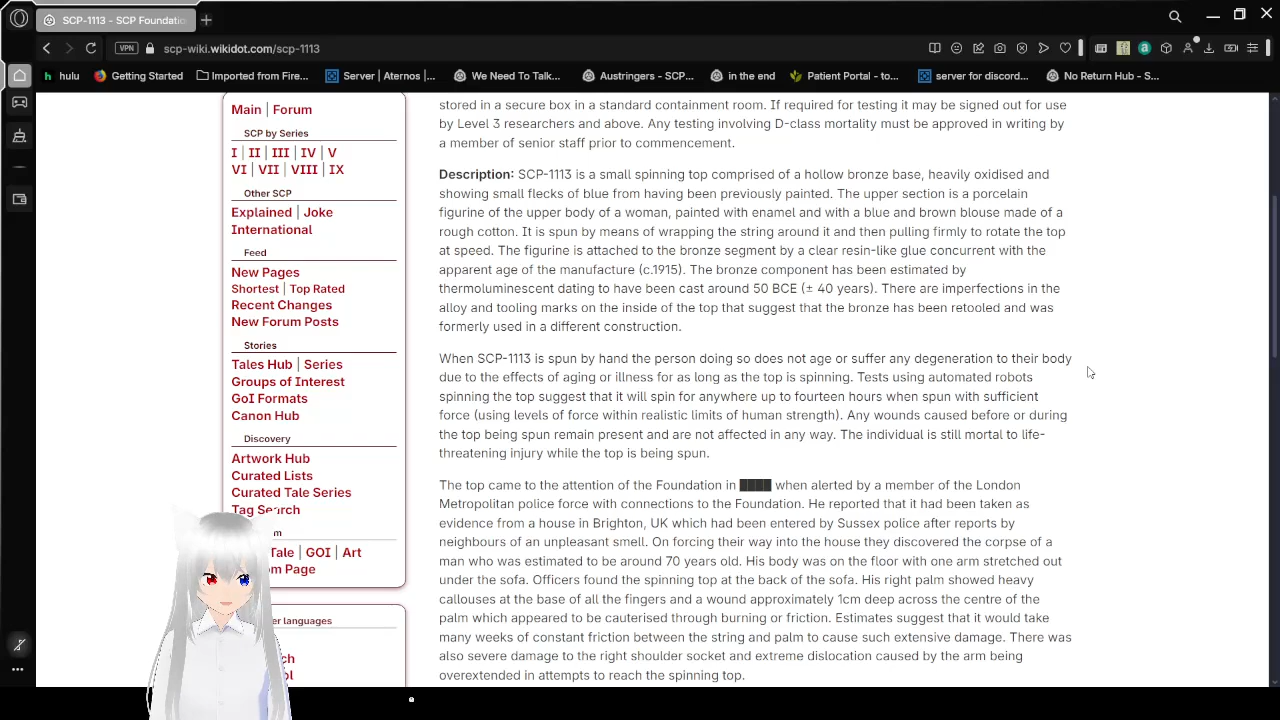 SCP-1113 - SCP Foundatio
VPN
scp-wiki.wikidot.com/scp-1113
hulu
Getting Started
Imported from Fire...
Server | Aternos |...
We Need To Talk...
Austringers - SCP...
in the end
Patient Portal - to...
server for discord...
No Return Hub - S...
Main | Forum
SCP by Series
I | II | III | IV | V
VI | VII | VIII | IX
Other SCP
Explained | Joke
International
Feed
New Pages
Shortest | Top Rated
Recent Changes
New Forum Posts
Stories
Tales Hub | Series
Groups of Interest
GoI Formats
Canon Hub
Discovery
Artwork Hub
Curated Lists
Curated Tale Series
Tag Search
Tale | GOI | Art
Page
languages
stored in a secure box in a standard containment room. If required for testing it may be signed out for use
by Level 3 researchers and above. Any testing involving D-class mortality must be approved in writing by
a member of senior staff prior to commencement.
Description: SCP-1113 is a small spinning top comprised of a hollow bronze base, heavily oxidised and
showing small flecks of blue from having been previously painted. The upper section is a porcelain
figurine of the upper body of a woman, painted with enamel and with a blue and brown blouse made of a
rough cotton. It is spun by means of wrapping the string around it and then pulling firmly to rotate the top
at speed. The figurine is attached to the bronze segment by a clear resin-like glue concurrent with the
apparent age of the manufacture (c.1915). The bronze component has been estimated by
thermoluminescent dating to have been cast around 50 BCE (± 40 years). There are imperfections in the
alloy and tooling marks on the inside of the top that suggest that the bronze has been retooled and was
formerly used in a different construction.
When SCP-1113 is spun by hand the person doing so does not age or suffer any degeneration to their body
due to the effects of aging or illness for as long as the top is spinning. Tests using automated robots
spinning the top suggest that it will spin for anywhere up to fourteen hours when spun with sufficient
force (using levels of force within realistic limits of human strength). Any wounds caused before or during
the top being spun remain present and are not affected in any way. The individual is still mortal to life-
threatening injury while the top is being spun.
The top came to the attention of the Foundation in ████ when alerted by a member of the London
Metropolitan police force with connections to the Foundation. He reported that it had been taken as
evidence from a house in Brighton, UK which had been entered by Sussex police after reports by
neighbours of an unpleasant smell. On forcing their way into the house they discovered the corpse of a
man who was estimated to be around 70 years old. His body was on the floor with one arm stretched out
under the sofa. Officers found the spinning top at the back of the sofa. His right palm showed heavy
callouses at the base of all the fingers and a wound approximately 1cm deep across the centre of the
palm which appeared to be cauterised through burning or friction. Estimates suggest that it would take
many weeks of constant friction between the string and palm to cause such extensive damage. There was
also severe damage to the right shoulder socket and extreme dislocation caused by the arm being
overextended in attempts to reach the spinning top.